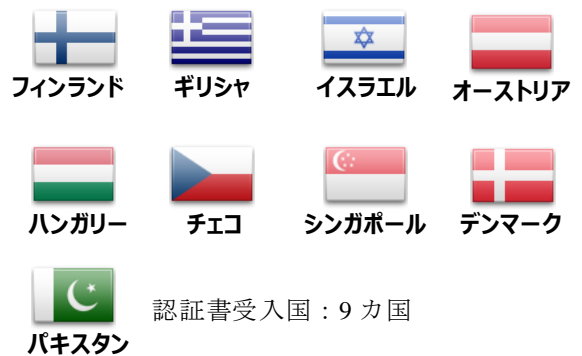 フィンランド ギリシャ イスラエル オーストリア
ハンガリー チェコ シンガポール デンマーク
認証書受入国：9 カ国
パキスタン